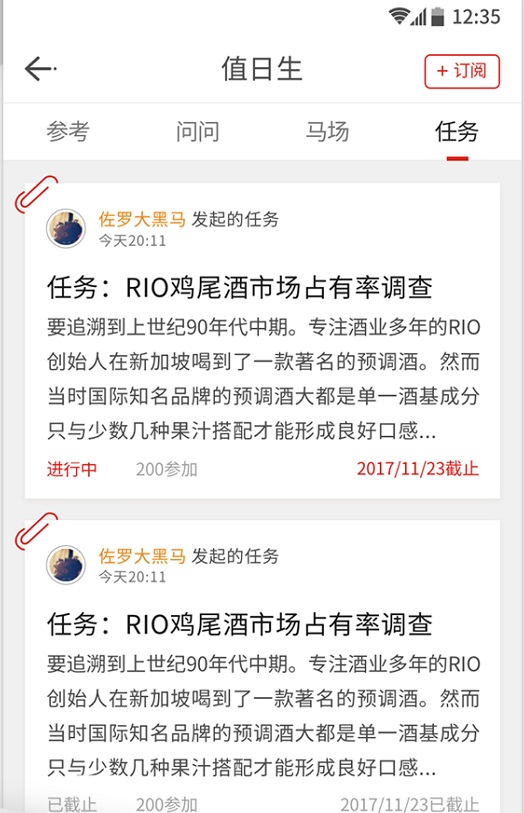 12:35
值日生
+ 订阅
参考 问问 马场 任务
佐罗大黑马 发起的任务
今天20:11
任务：RIO鸡尾酒市场占有率调查
要追溯到上世纪90年代中期。专注酒业多年的RIO
创始人在新加坡喝到了一款著名的预调酒。然而
当时国际知名品牌的预调酒大都是单一酒基成分
只与少数几种果汁搭配才能形成良好口感...
进行中 200参加 2017/11/23截止
佐罗大黑马 发起的任务
今天20:11
任务：RIO鸡尾酒市场占有率调查
要追溯到上世纪90年代中期。专注酒业多年的RIO
创始人在新加坡喝到了一款著名的预调酒。然而
当时国际知名品牌的预调酒大都是单一酒基成分
只与少数几种果汁搭配才能形成良好口感...
已截止 200参加 2017/11/23已截止